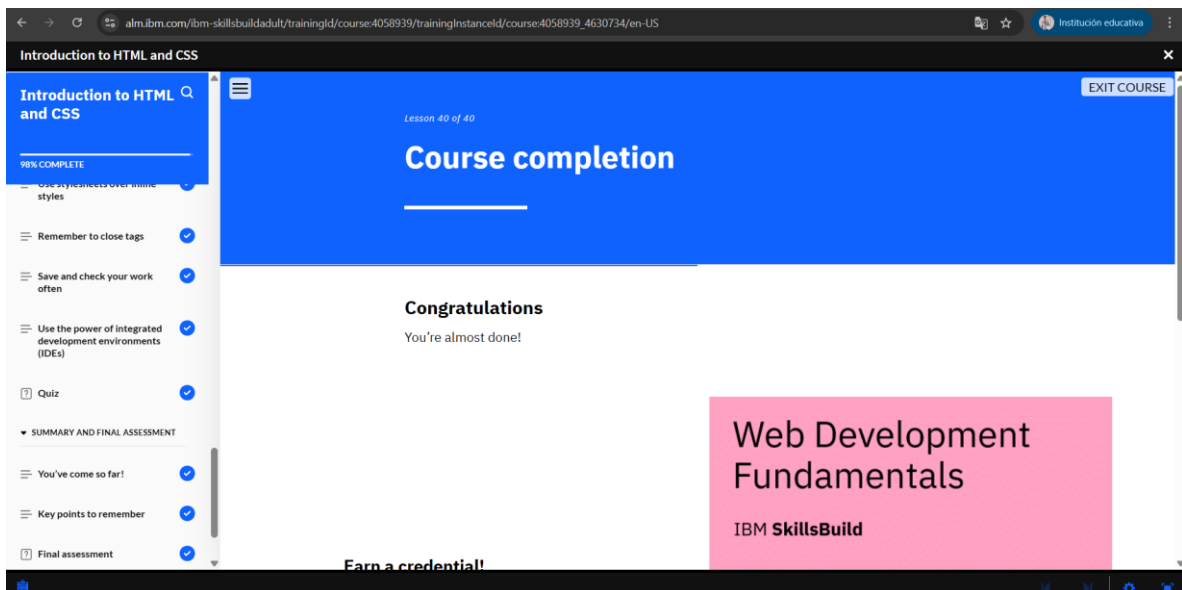 alm.ibm.com/ibm-skillsbuildadult/trainingId/course:4058939/trainingInstanceId/course:4058939_4630734/en-US
Institución educativa
Introduction to HTML and CSS
Introduction to HTML
and CSS
98% COMPLETE
Use stylesheets over inline
styles
Remember to close tags
Save and check your work
often
Use the power of integrated
development environments
(IDEs)
Quiz
SUMMARY AND FINAL ASSESSMENT
You've come so far!
Key points to remember
Final assessment
EXIT COURSE
Lesson 40 of 40
Course completion
Congratulations
You're almost done!
Web Development
Fundamentals
IBM SkillsBuild
Earn a credential!